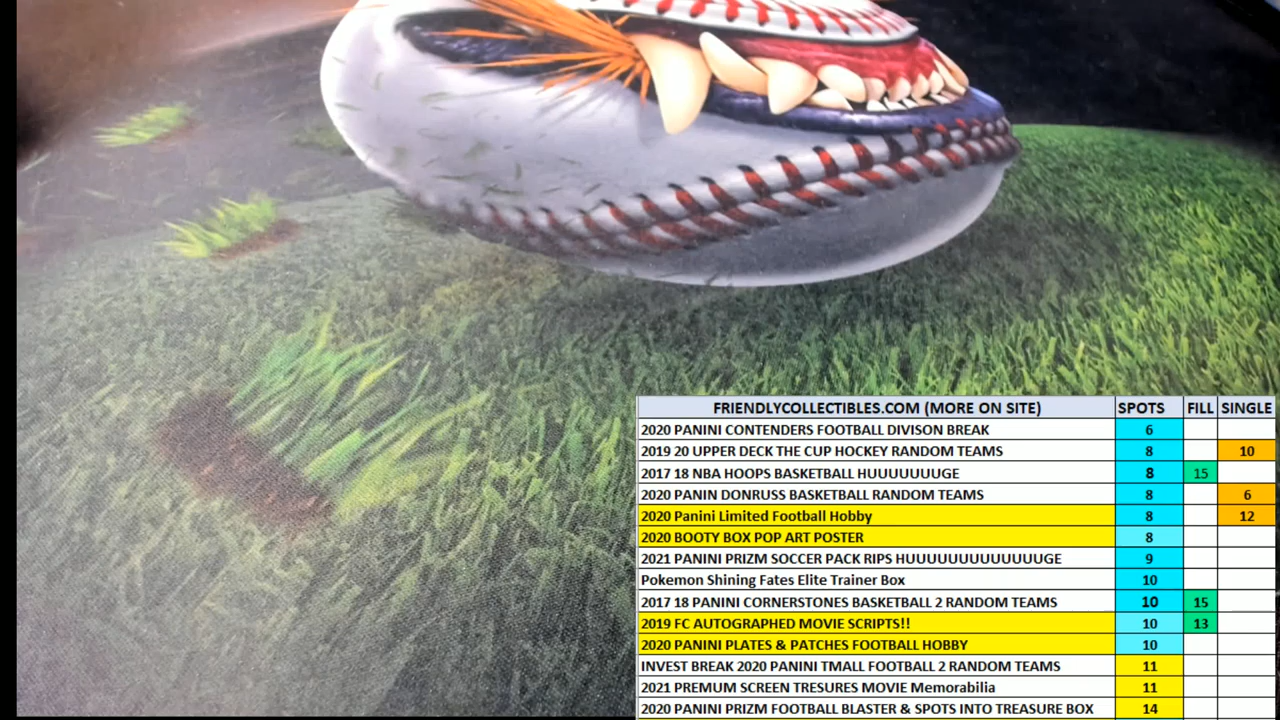 FRIENDLYCOLLECTIBLES.COM (MORE ON SITE) SPOTS FILL SINGLE
2020 PANINI CONTENDERS FOOTBALL DIVISON BREAK 6
2019 20 UPPER DECK THE CUP HOCKEY RANDOM TEAMS 8 10
2017 18 NBA HOOPS BASKETBALL HUUUUUUUGE 8 15
2020 PANIN DONRUSS BASKETBALL RANDOM TEAMS 8 6
2020 Panini Limited Football Hobby 8 12
2020 BOOTY BOX POP ART POSTER 8
2021 PANINI PRIZM SOCCER PACK RIPS HUUUUUUUUUUUUUGE 9
Pokemon Shining Fates Elite Trainer Box 10
2017 18 PANINI CORNERSTONES BASKETBALL 2 RANDOM TEAMS 10 15
2019 FC AUTOGRAPHED MOVIE SCRIPTS!! 10 13
2020 PANINI PLATES & PATCHES FOOTBALL HOBBY 10
INVEST BREAK 2020 PANINI TMALL FOOTBALL 2 RANDOM TEAMS 11
2021 PREMUM SCREEN TRESURES MOVIE Memorabilia 11
2020 PANINI PRIZM FOOTBALL BLASTER & SPOTS INTO TREASURE BOX 14